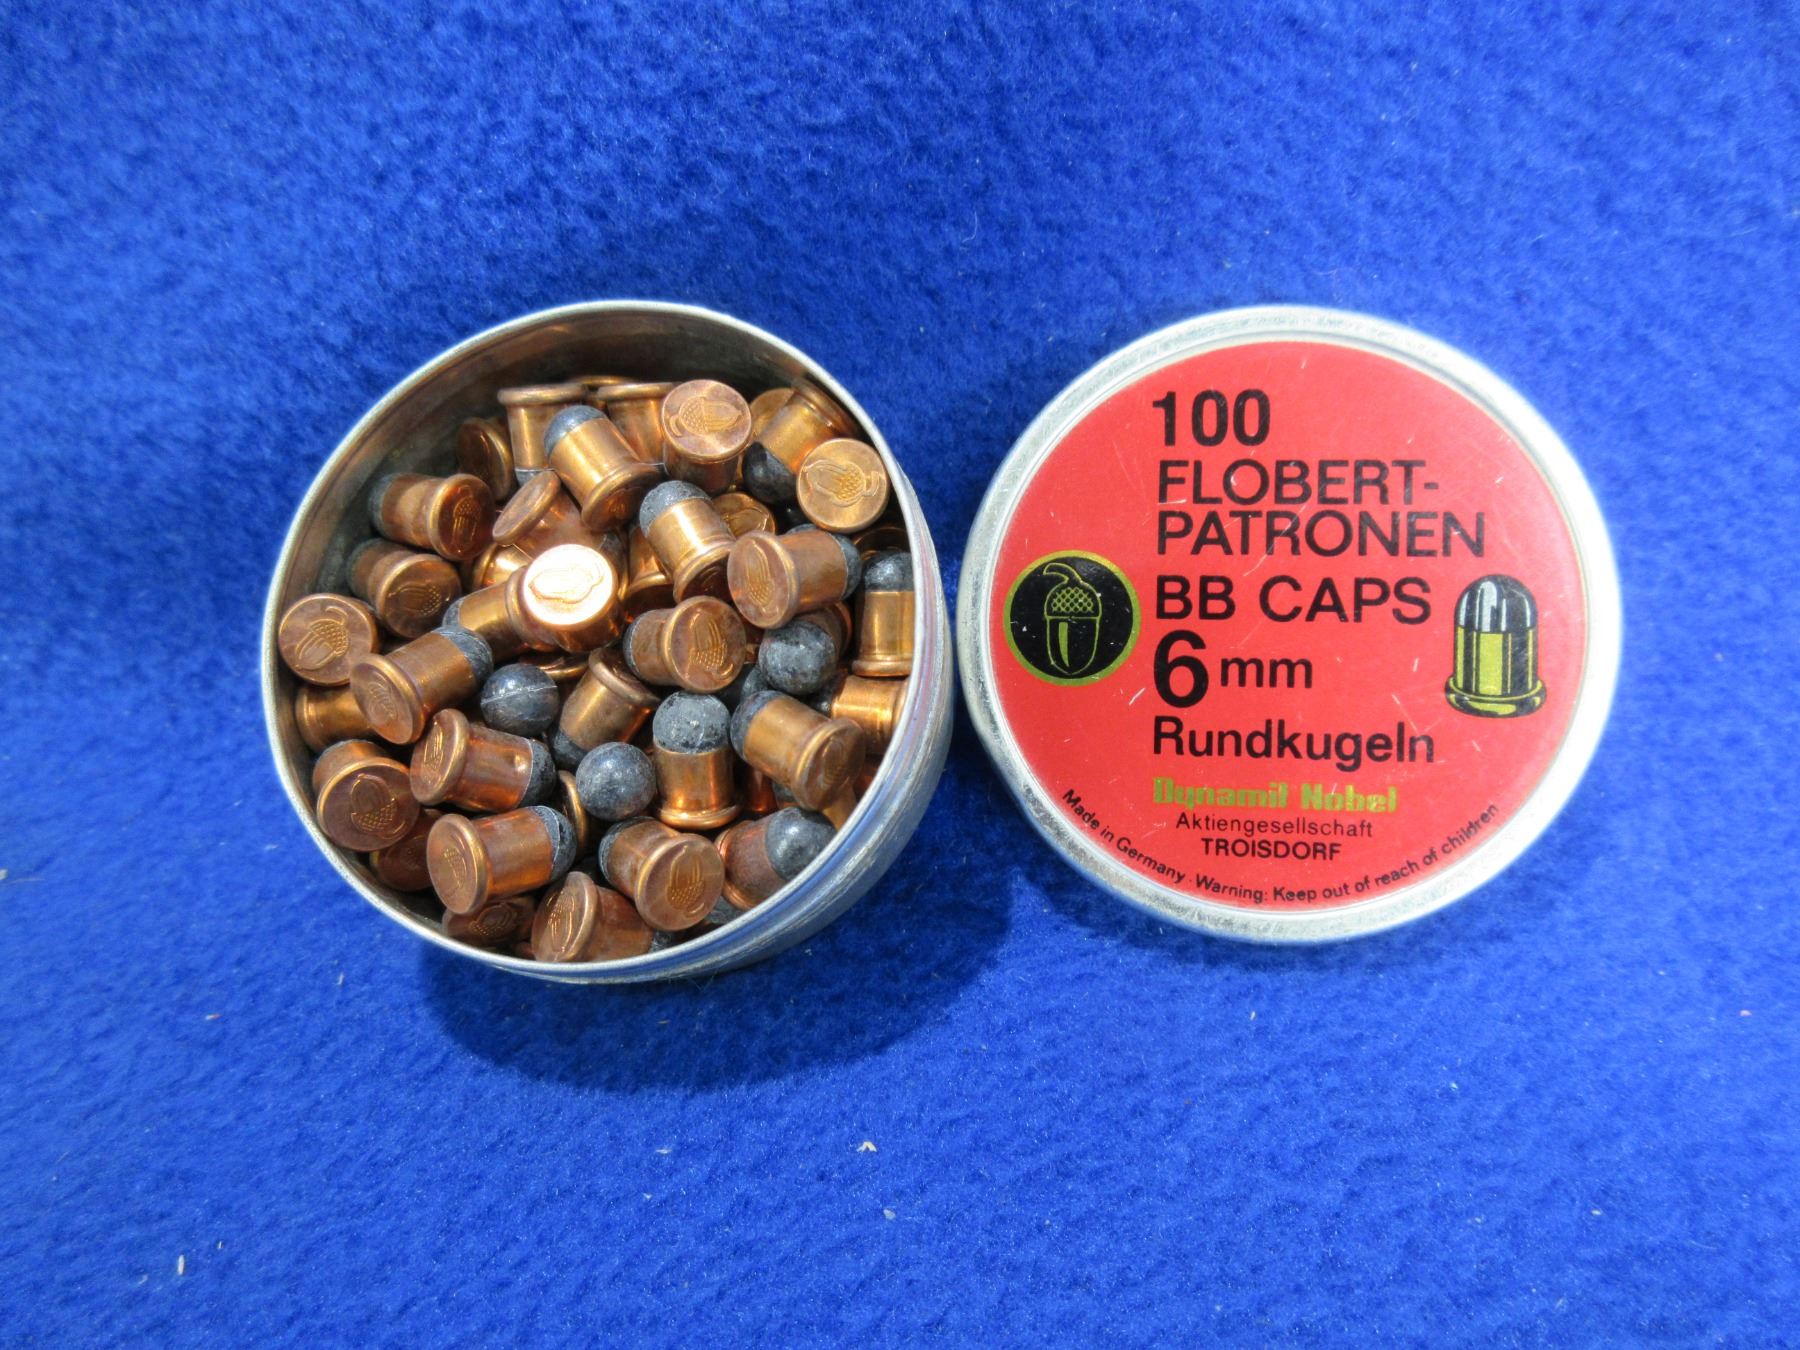 100
FLOBERT-
PATRONEN
BB CAPS
6 mm
Rundkugeln
Dynamit Nobel
Aktiengesellschaft
TROISDORF
Made in Germany · Warning: Keep out of reach of children